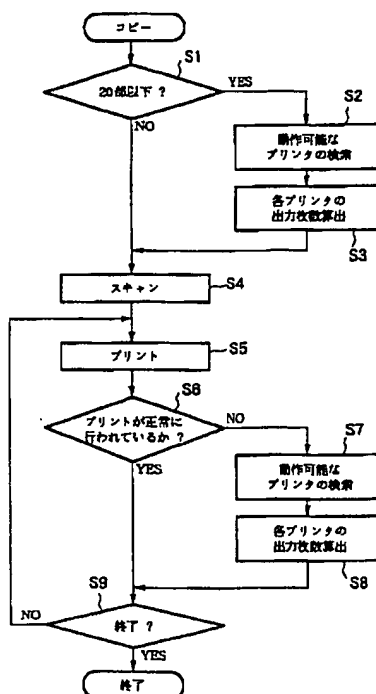 コピー
S1
20部以下 ?
YES
NO
S2
動作可能な
プリンタの検索
各プリンタの
出力枚数算出
S3
スキャン
S4
プリント
S5
S6
プリントが正常に
行われているか ?
NO
YES
S7
動作可能な
プリンタの検索
各プリンタの
出力枚数算出
S8
S9
終了 ?
NO
YES
終了